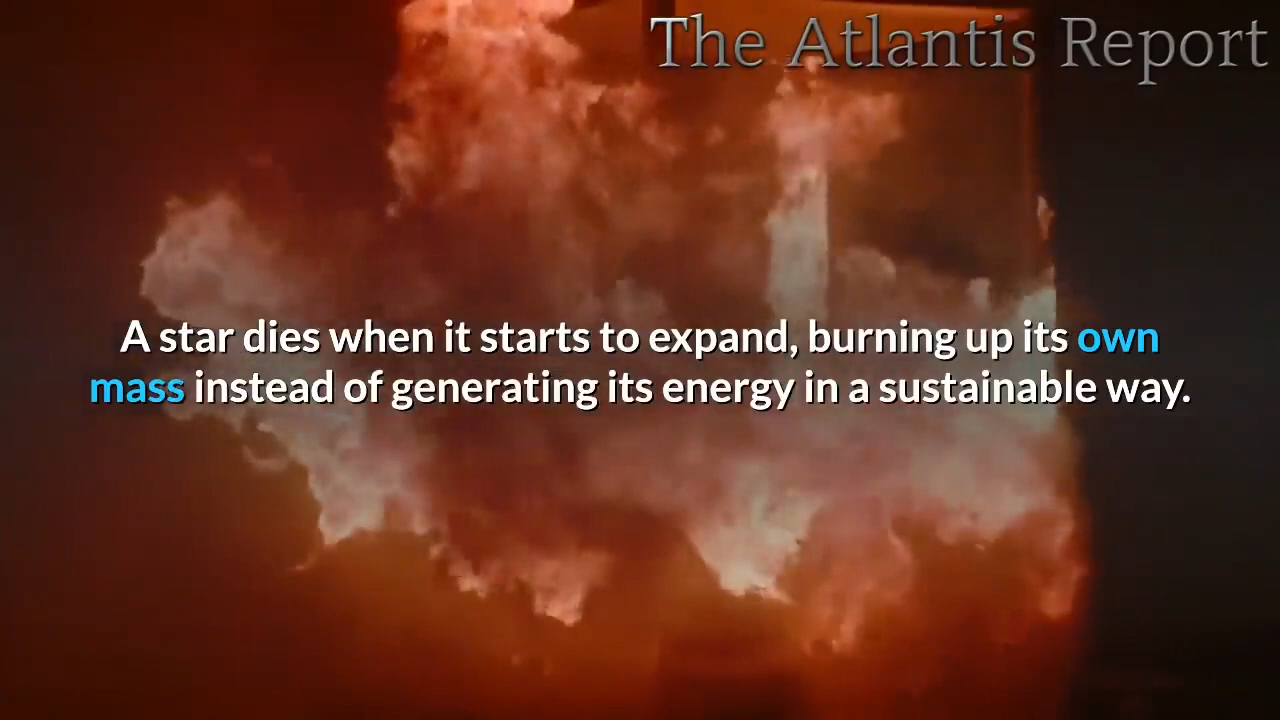 The Atlantis Report
A star dies when it starts to expand, burning up its own
mass instead of generating its energy in a sustainable way.